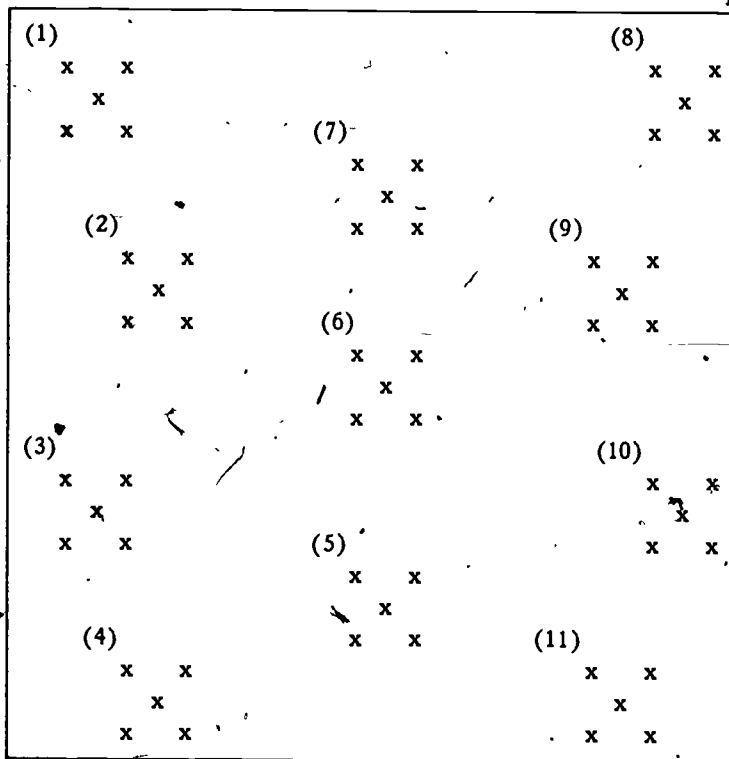 (1) (8)
x x x x
x x
x x (7) x x
x x
x
(2) x x (9)
x x x x
x x
x x (6) x x
x x
x
x x
(3) (10)
x x x x
x x
x x (5) x x
x x
x
(4) x x (11)
x x x x
x x
x x x x